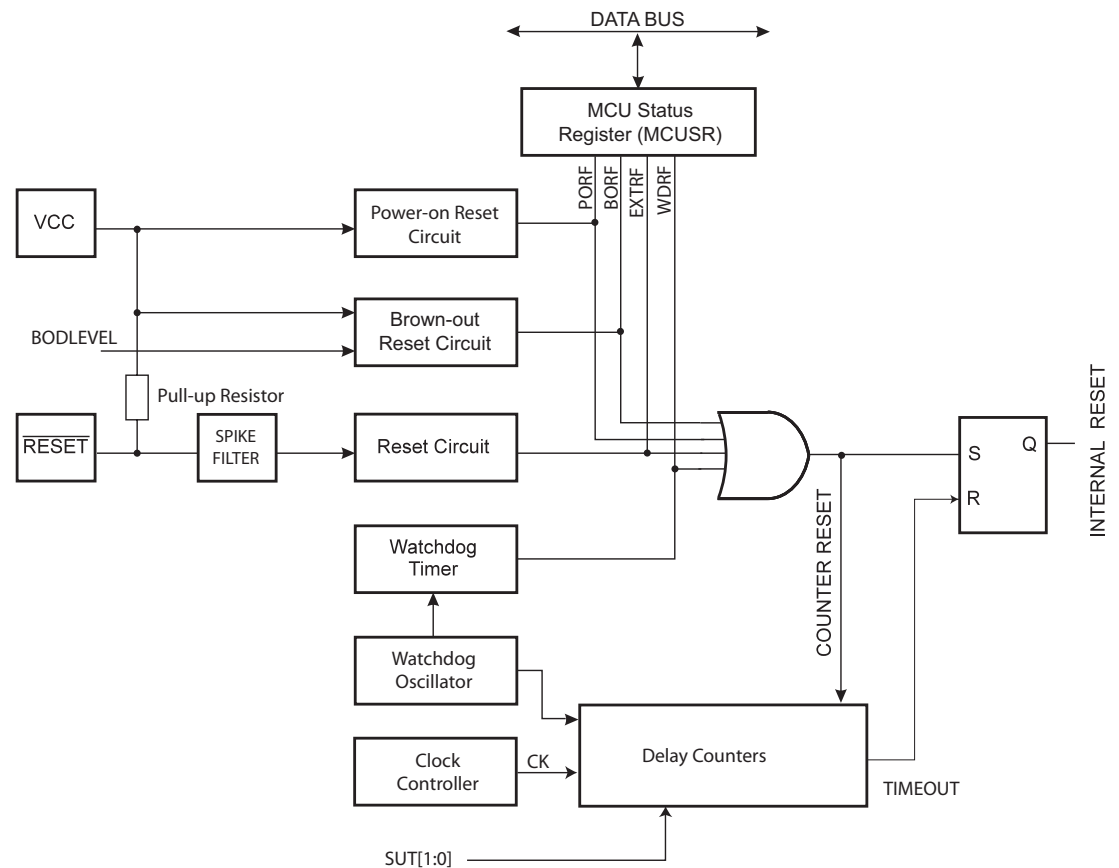 DATA BUS
MCU Status
Register (MCUSR)
PORF
BORF
EXTRF
WDRF
VCC
Power-on Reset
Circuit
Brown-out
Reset Circuit
BODLEVEL
Pull-up Resistor
RESET
SPIKE
FILTER
Reset Circuit
S
Q
R
INTERNAL RESET
Watchdog
Timer
COUNTER RESET
Watchdog
Oscillator
Clock
Controller
CK
Delay Counters
TIMEOUT
SUT[1:0]